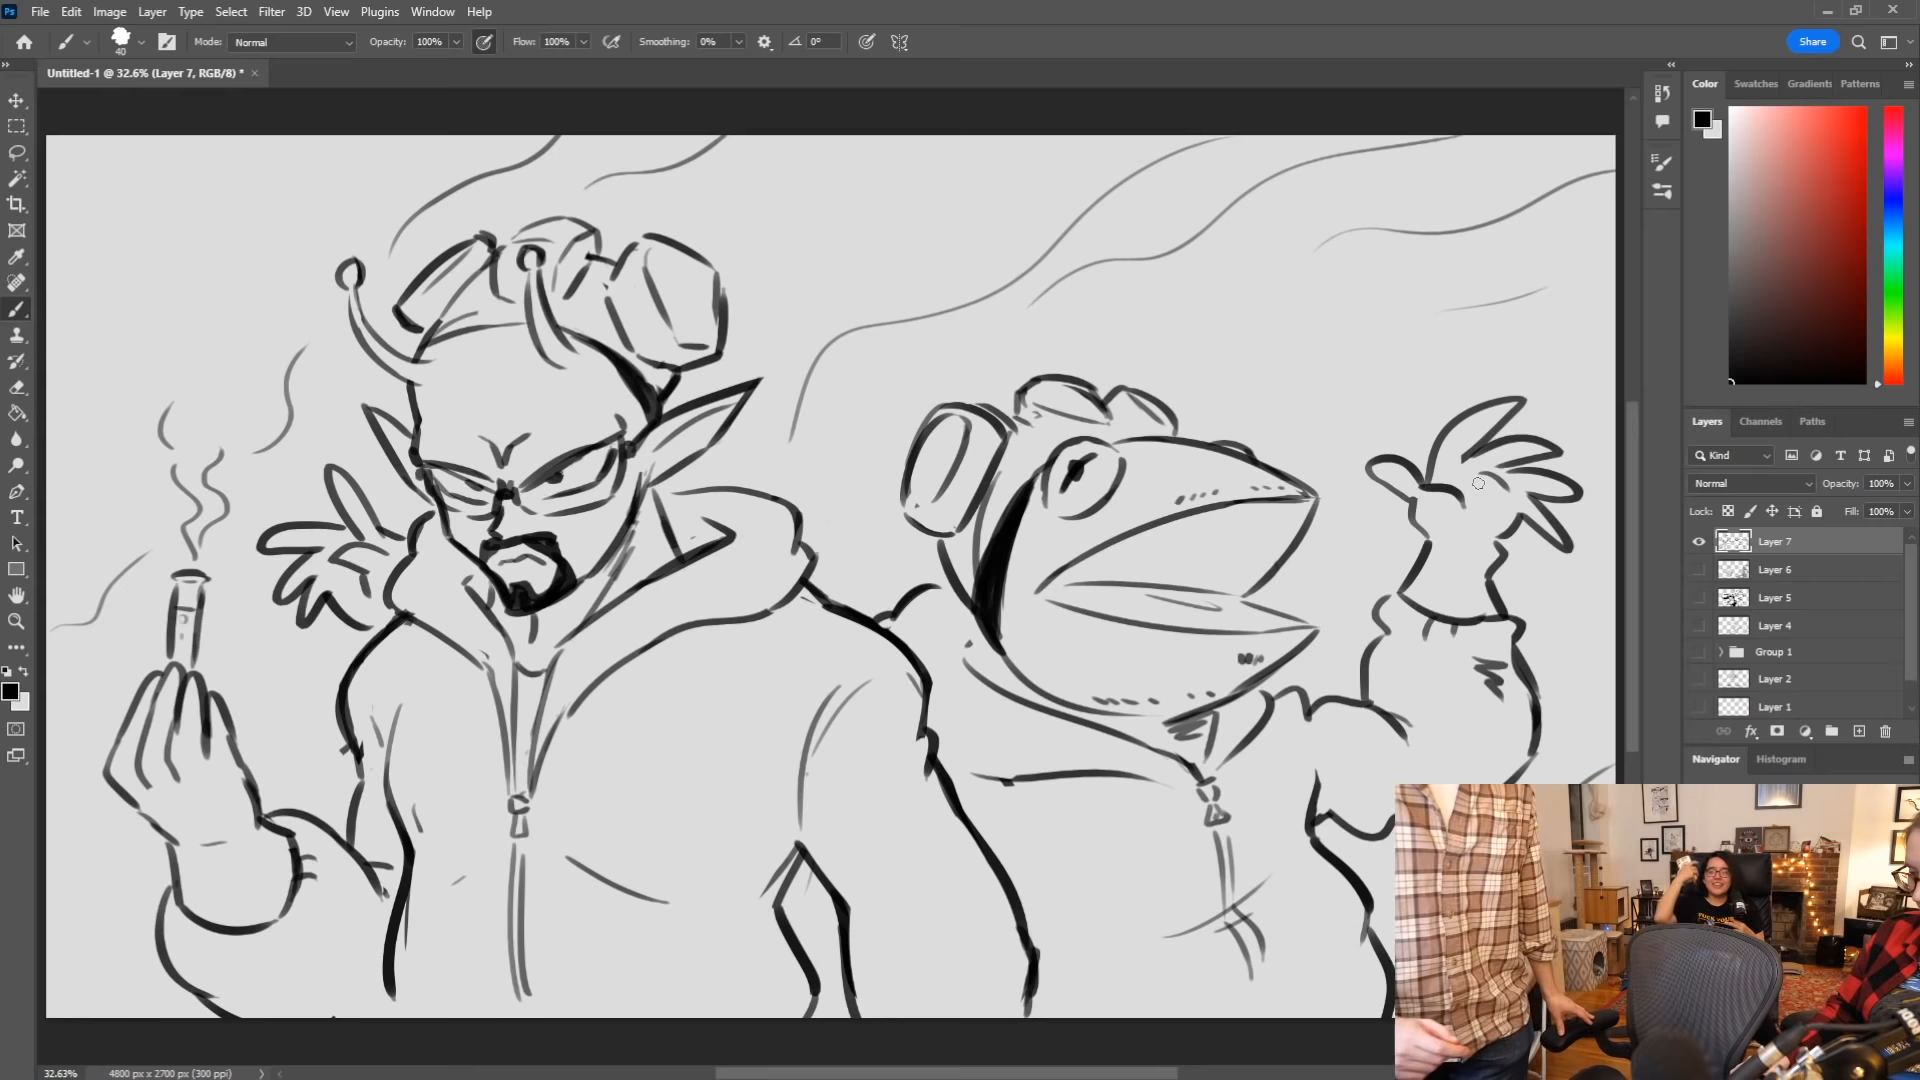 Ps File Edit Image Layer Type Select Filter 3D View Plugins Window Help
40 Mode: Normal Opacity: 100% Flow: 100% Smoothing: 0% 0° Share
Untitled-1 @ 32.6% (Layer 7, RGB/8) *
Color Swatches Gradients Patterns
Layers Channels Paths
Kind
Normal Opacity: 100%
Lock: Fill: 100%
Layer 7
Layer 6
Layer 5
Layer 4
Group 1
Layer 2
Layer 1
fx
Navigator Histogram
32.63% 4800 px x 2700 px (300 ppi)